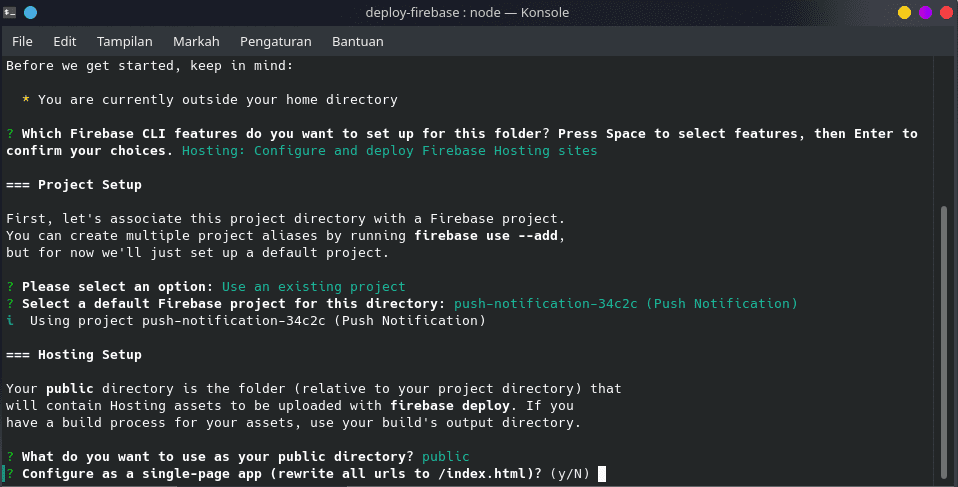 deploy-firebase : node — Konsole
File Edit Tampilan Markah Pengaturan Bantuan
Before we get started, keep in mind:
* You are currently outside your home directory
? Which Firebase CLI features do you want to set up for this folder? Press Space to select features, then Enter to
confirm your choices. Hosting: Configure and deploy Firebase Hosting sites
=== Project Setup
First, let's associate this project directory with a Firebase project.
You can create multiple project aliases by running firebase use --add,
but for now we'll just set up a default project.
? Please select an option: Use an existing project
? Select a default Firebase project for this directory: push-notification-34c2c (Push Notification)
i Using project push-notification-34c2c (Push Notification)
=== Hosting Setup
Your public directory is the folder (relative to your project directory) that
will contain Hosting assets to be uploaded with firebase deploy. If you
have a build process for your assets, use your build's output directory.
? What do you want to use as your public directory? public
? Configure as a single-page app (rewrite all urls to /index.html)? (y/N)